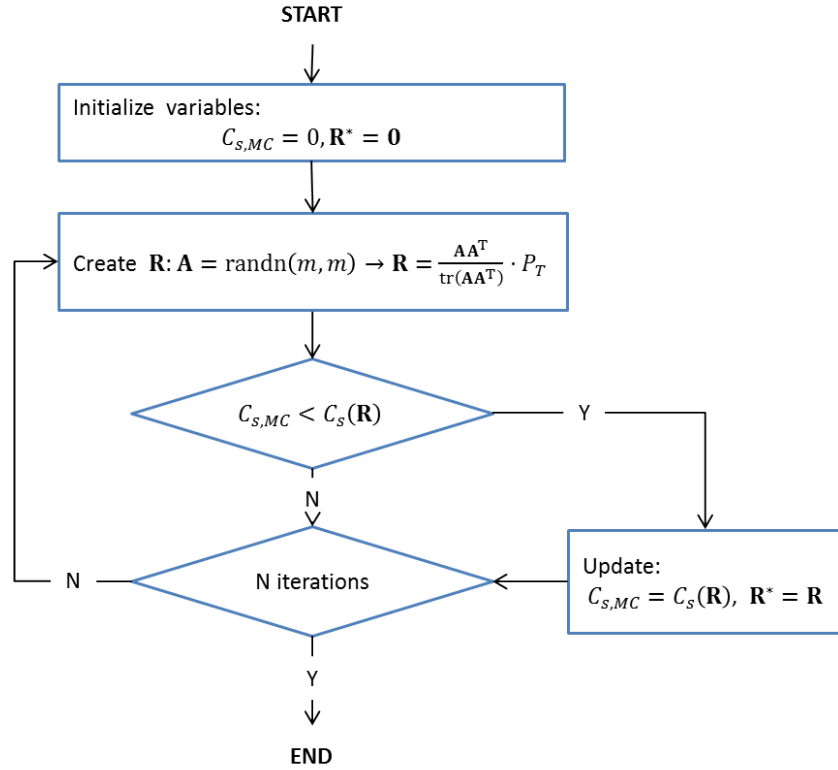 START
Initialize variables:
C_{s,MC} = 0, R* = 0
Create R: A = randn(m, m) → R = AA^T / tr(AA^T) · P_T
C_{s,MC} < C_s(R)
Y
N
N
N iterations
Update:
C_{s,MC} = C_s(R), R* = R
Y
END